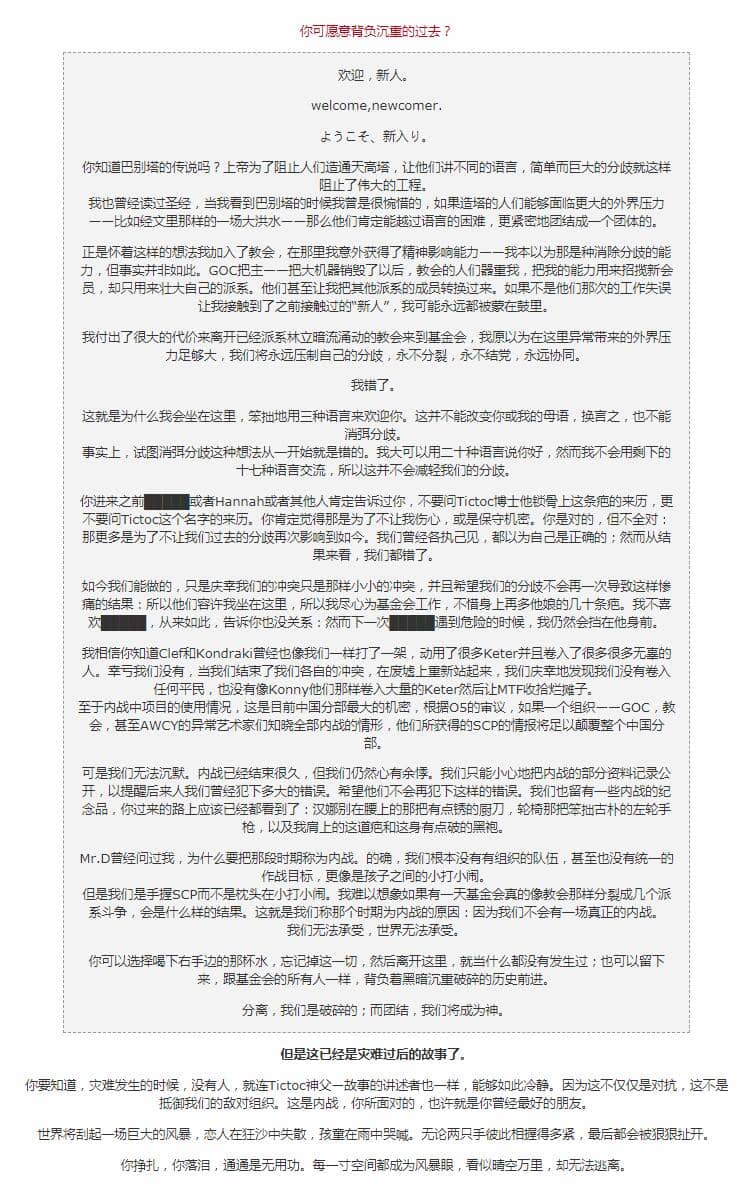 你可愿意背负沉重的过去？
欢迎，新人。
welcome,newcomer.
ようこそ、新入り。
你知道巴别塔的传说吗？上帝为了阻止人们造通天高塔，让他们讲不同的语言，简单而巨大的分歧就这样
阻止了伟大的工程。
我也曾经读过圣经，当我看到巴别塔的时候我曾是很惋惜的，如果造塔的人们能够面临更大的外界压力
——比如经文里那样的一场大洪水——那么他们肯定能越过语言的困难，更紧密地团结成一个团体的。
正是怀着这样的想法我加入了教会，在那里我意外获得了精神影响能力——我本以为那是种消除分歧的能
力，但事实并非如此。GOC把主——把大机器销毁了以后，教会的人们器重我，把我的能力用来招揽新会
员，却只用来壮大自己的派系。他们甚至让我把其他派系的成员转换过来。如果不是他们那次的工作失误
让我接触到了之前接触过的“新人”，我可能永远都被蒙在鼓里。
我付出了很大的代价来离开已经派系林立暗流涌动的教会来到基金会，我原以为在这里异常带来的外界压
力足够大，我们将永远压制自己的分歧，永不分裂，永不结党，永远协同。
我错了。
这就是为什么我会坐在这里，笨拙地用三种语言来欢迎你。这并不能改变你或我的母语，换言之，也不能
消弭分歧。
事实上，试图消弭分歧这种想法从一开始就是错的。我大可以用二十种语言说你好，然而我不会用剩下的
十七种语言交流，所以这并不会减轻我们的分歧。
你进来之前█████或者Hannah或者其他人肯定告诉过你，不要问Tictoc博士他锁骨上这条疤的来历，更
不要问Tictoc这个名字的来历。你肯定觉得那是为了不让我伤心，或是保守机密。你是对的，但不全对：
那更多是为了不让我们过去的分歧再次影响到如今。我们曾经各执己见，都以为自己是正确的；然而从结
果来看，我们都错了。
如今我们能做的，只是庆幸我们的冲突只是那样小小的冲突，并且希望我们的分歧不会再一次导致这样惨
痛的结果：所以他们容许我坐在这里，所以我尽心为基金会工作，不惜身上再多他娘的几十条疤。我不喜
欢█████，从来如此，告诉你也没关系：然而下一次█████遇到危险的时候，我仍然会挡在他身前。
我相信你知道Clef和Kondraki曾经也像我们一样打了一架，动用了很多Keter并且卷入了很多很多无辜的
人。幸亏我们没有，当我们结束了我们各自的冲突，在废墟上重新站起来，我们庆幸地发现我们没有卷入
任何平民，也没有像Konny他们那样卷入大量的Keter然后让MTF收拾烂摊子。
至于内战中项目的使用情况，这是目前中国分部最大的机密，根据O5的审议，如果一个组织——GOC，教
会，甚至AWCY的异常艺术家们知晓全部内战的情形，他们所获得的SCP的情报将足以颠覆整个中国分
部。
可是我们无法沉默。内战已经结束很久，但我们仍然心有余悸。我们只能小心地把内战的部分资料记录公
开，以提醒后来人我们曾经犯下多大的错误。希望他们不会再犯下这样的错误。我们也留有一些内战的纪
念品，你过来的路上应该已经都看到了：汉娜别在腰上的那把有点锈的厨刀，轮椅那把笨拙古朴的左轮手
枪，以及我肩上的这道疤和这身有点破的黑袍。
Mr.D曾经问过我，为什么要把那段时期称为内战。的确，我们根本没有有组织的队伍，甚至也没有统一的
作战目标，更像是孩子之间的小打小闹。
但是我们是手握SCP而不是枕头在小打小闹。我难以想象如果有一天基金会真的像教会那样分裂成几个派
系斗争，会是什么样的结果。这就是我们称那个时期为内战的原因：因为我们不会有一场真正的内战。
我们无法承受，世界无法承受。
你可以选择喝下右手边的那杯水，忘记掉这一切，然后离开这里，就当什么都没有发生过；也可以留下
来，跟基金会的所有人一样，背负着黑暗沉重破碎的历史前进。
分离，我们是破碎的；而团结，我们将成为神。
但是这已经是灾难过后的故事了。
你要知道，灾难发生的时候，没有人，就连Tictoc神父—故事的讲述者也一样，能够如此冷静。因为这不仅仅是对抗，这不是
抵御我们的敌对组织。这是内战，你所面对的，也许就是你曾经最好的朋友。
世界将刮起一场巨大的风暴，恋人在狂沙中失散，孩童在雨中哭喊。无论两只手彼此相握得多紧，最后都会被狠狠扯开。
你挣扎，你落泪，通通是无用功。每一寸空间都成为风暴眼，看似晴空万里，却无法逃离。